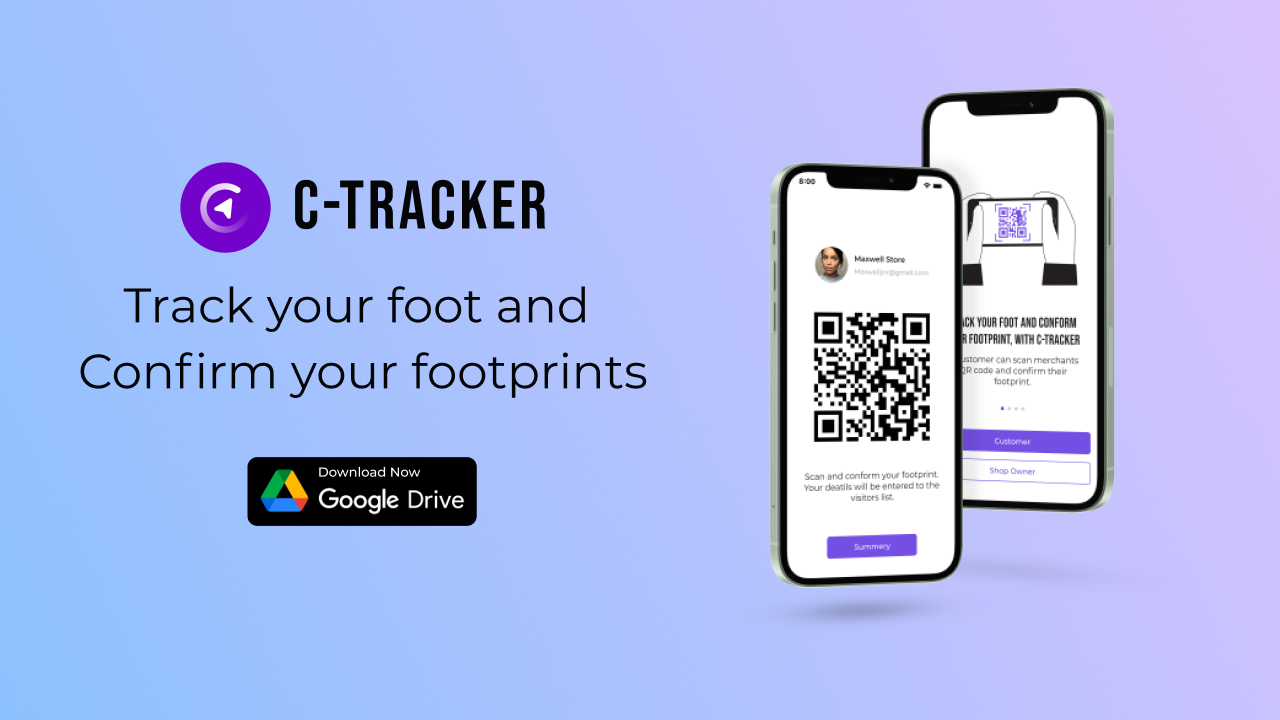 C-TRACKER
Track your foot and
Confirm your footprints
Download Now
Google Drive
8:00
Maxwell Store
Maxwelljnr@gmail.com
Scan and conform your footprint.
Your deatils will be entered to the
visitors list.
Summery
ACK YOUR FOOT AND CONFORM
R FOOTPRINT, WITH C-TRACKER
ustomer can scan merchants
QR code and confirm their
footprint.
Customer
Shop Owner